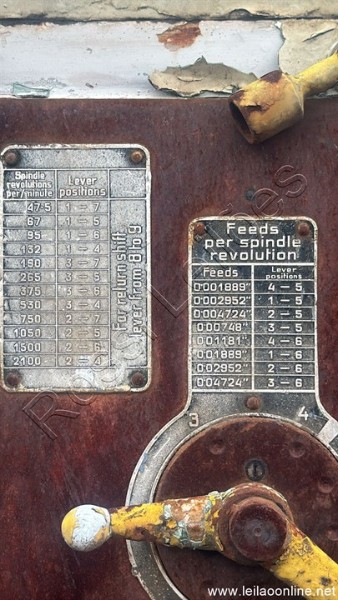 Spindle
revolutions
per/minute
Lever
positions
47·5 1–7
67 1–5
95 1–6
132 1–4
190 3–7
265 3–5
375 3–6
530 3–4
750 2–7
1050 2–5
1500 2–6
2100 2–4
For return shift
lever from 8 to 9
Feeds
per spindle
revolution
Feeds
Lever
positions
0·001889" 4–5
0·002952" 1–5
0·004724" 2–5
0·00748" 3–5
0·01181" 4–6
0·01889" 1–6
0·02952" 2–6
0·04724" 3–6
3 4
www.leilaoonline.net